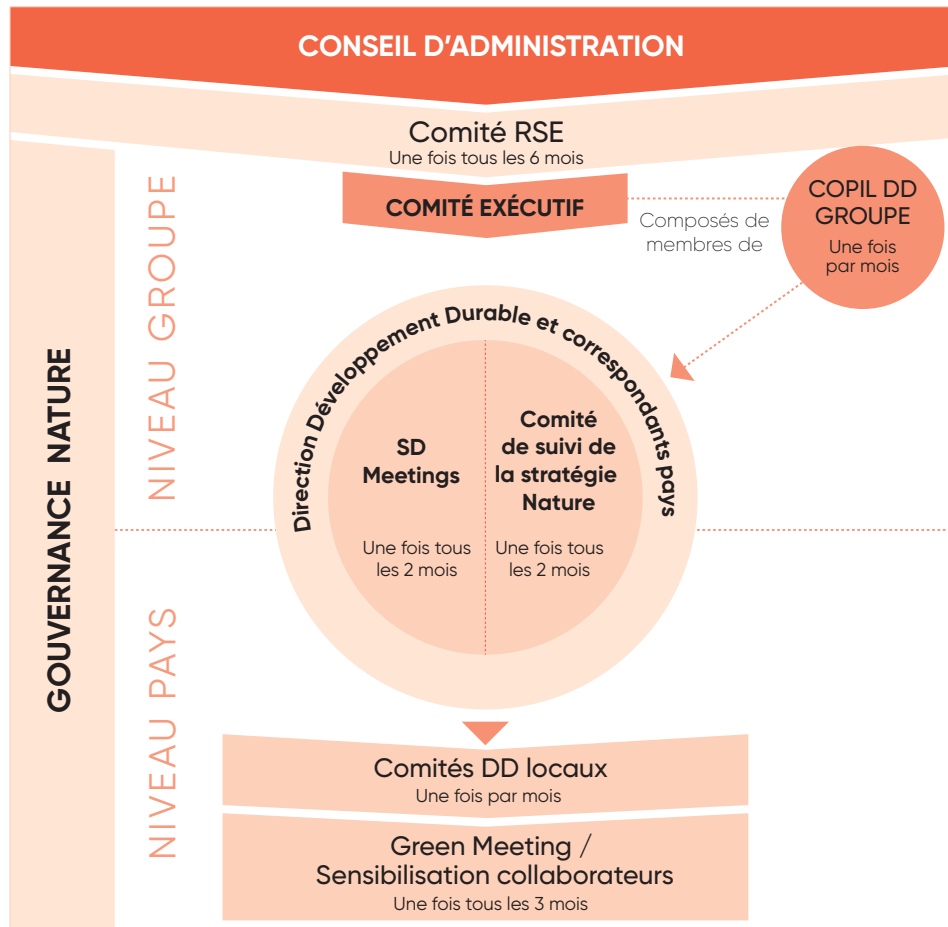 CONSEIL D'ADMINISTRATION
Comité RSE
Une fois tous les 6 mois
COMITÉ EXÉCUTIF
Composés de
membres de
COPIL DD
GROUPE
Une fois
par mois
GOUVERNANCE NATURE
NIVEAU GROUPE
Direction Développement Durable et correspondants pays
SD
Meetings
Une fois tous
les 2 mois
Comité
de suivi de
la stratégie
Nature
Une fois tous
les 2 mois
NIVEAU PAYS
Comités DD locaux
Une fois par mois
Green Meeting /
Sensibilisation collaborateurs
Une fois tous les 3 mois